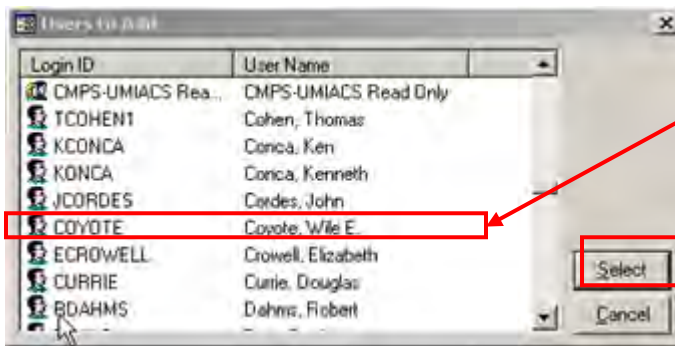 Users to Add
Login ID User Name
CMPS-UMIACS Rea... CMPS-UMIACS Read Only
TCOHEN1 Cohen, Thomas
KCONCA Conca, Ken
KONCA Conca, Kenneth
JCORDES Cordes, John
COYOTE Coyote, Wile E.
ECROWELL Crowell, Elizabeth
CURRIE Currie, Douglas
BDAHMS Dahms, Robert
Select
Cancel